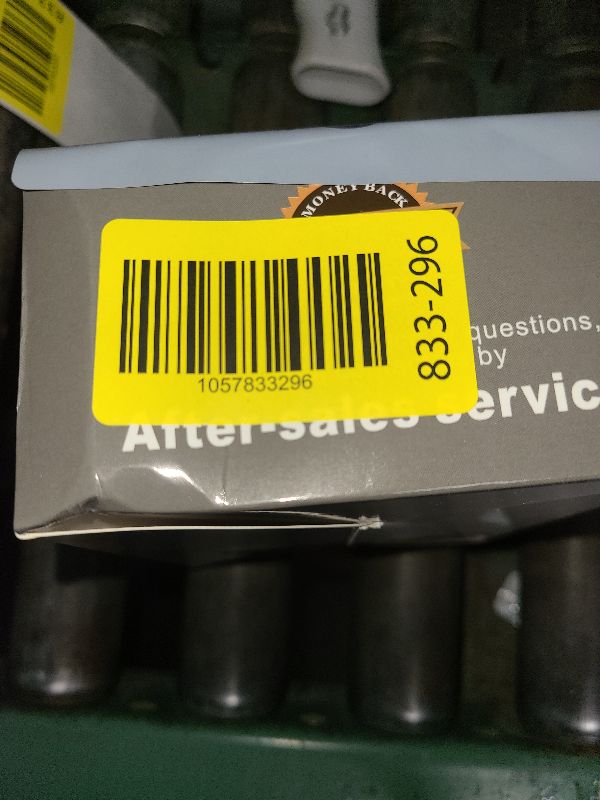 MONEY BACK
833-296
1057833296
questions,
by
After-sales Servic